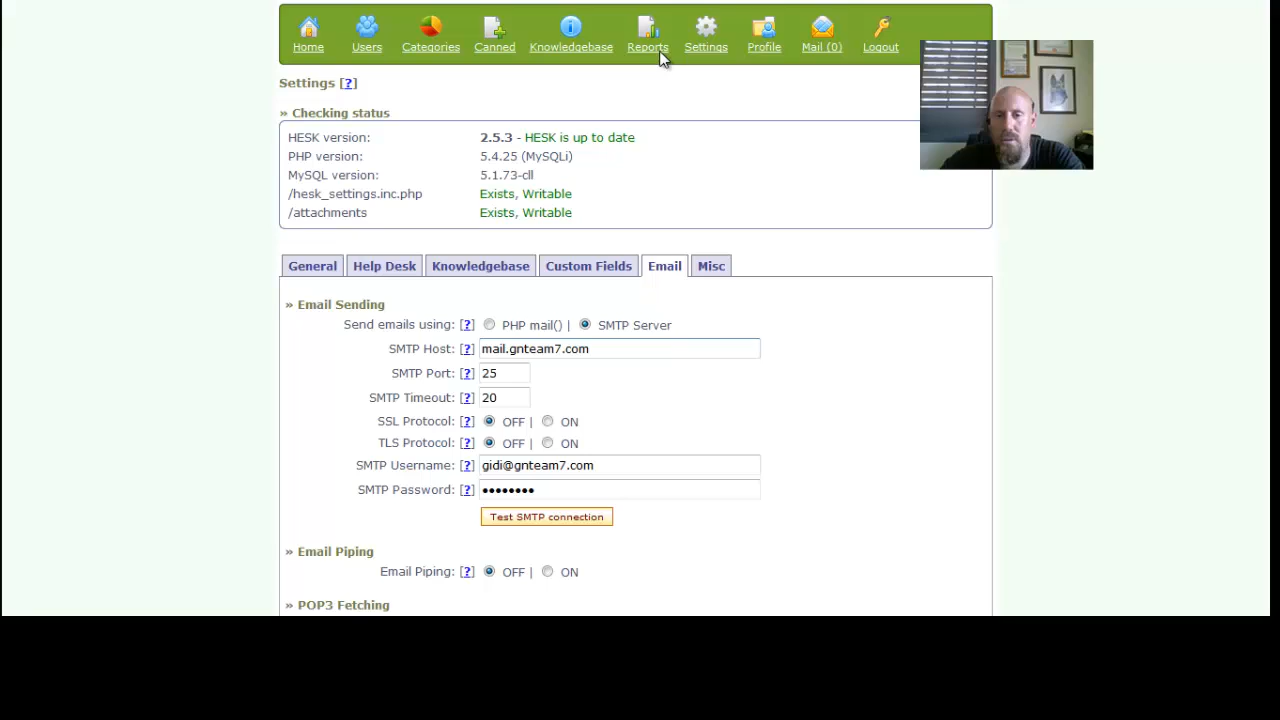 Home Users Categories Canned Knowledgebase Reports Settings Profile Mail (0) Logout
Settings [?]
» Checking status
HESK version: 2.5.3 - HESK is up to date
PHP version: 5.4.25 (MySQLi)
MySQL version: 5.1.73-cll
/hesk_settings.inc.php Exists, Writable
/attachments Exists, Writable
General Help Desk Knowledgebase Custom Fields Email Misc
» Email Sending
Send emails using: [?] PHP mail() | SMTP Server
SMTP Host: [?] mail.gnteam7.com
SMTP Port: [?] 25
SMTP Timeout: [?] 20
SSL Protocol: [?] OFF | ON
TLS Protocol: [?] OFF | ON
SMTP Username: [?] gidi@gnteam7.com
SMTP Password: [?] ••••••••
Test SMTP connection
» Email Piping
Email Piping: [?] OFF | ON
» POP3 Fetching